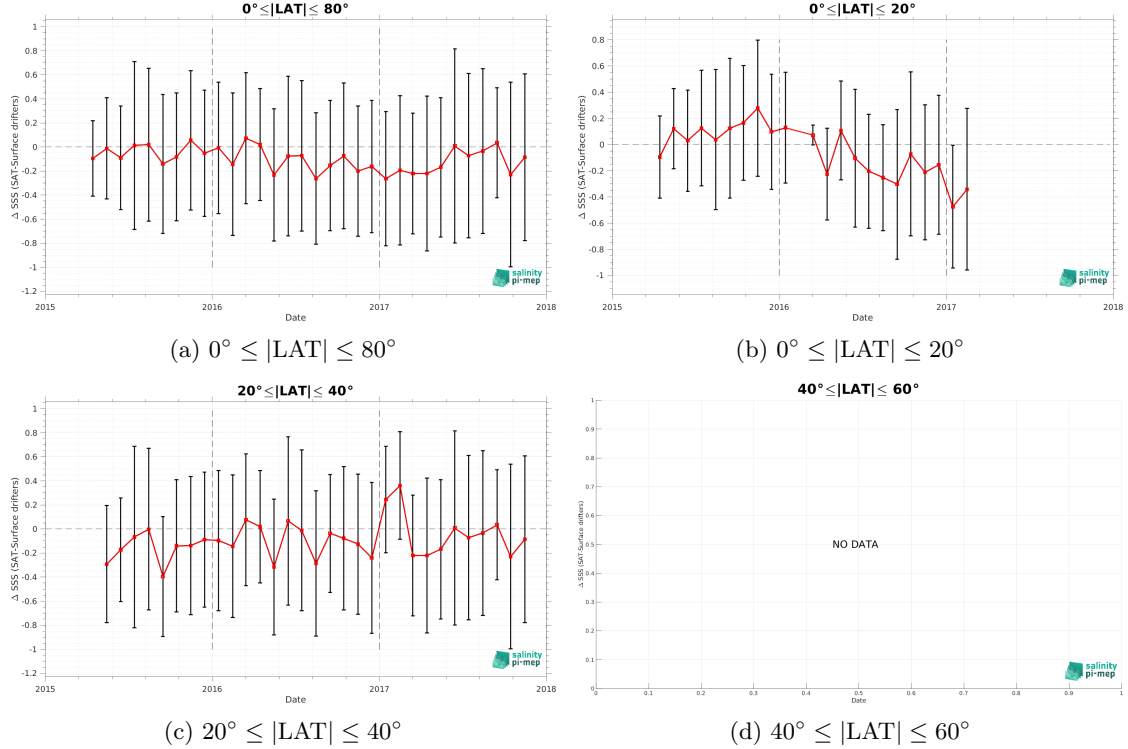 0°≤|LAT|≤ 80°
Δ SSS (SAT-Surface drifters)
1
0.8
0.6
0.4
0.2
0
-0.2
-0.4
-0.6
-0.8
-1
-1.2
2015
2016
2017
2018
Date
salinity
pi-mep
(a) 0° ≤ |LAT| ≤ 80°
0°≤|LAT|≤ 20°
Δ SSS (SAT-Surface drifters)
0.8
0.6
0.4
0.2
0
-0.2
-0.4
-0.6
-0.8
-1
2015
2016
2017
2018
Date
salinity
pi-mep
(b) 0° ≤ |LAT| ≤ 20°
20°≤|LAT|≤ 40°
Δ SSS (SAT-Surface drifters)
1
0.8
0.6
0.4
0.2
0
-0.2
-0.4
-0.6
-0.8
-1
-1.2
2015
2016
2017
2018
Date
salinity
pi-mep
(c) 20° ≤ |LAT| ≤ 40°
40°≤|LAT|≤ 60°
Δ SSS (SAT-Surface drifters)
1
0.9
0.8
0.7
0.6
0.5
0.4
0.3
0.2
0.1
0
NO DATA
0
0.1
0.2
0.3
0.4
0.5
0.6
0.7
0.8
0.9
1
Date
salinity
pi-mep
(d) 40° ≤ |LAT| ≤ 60°